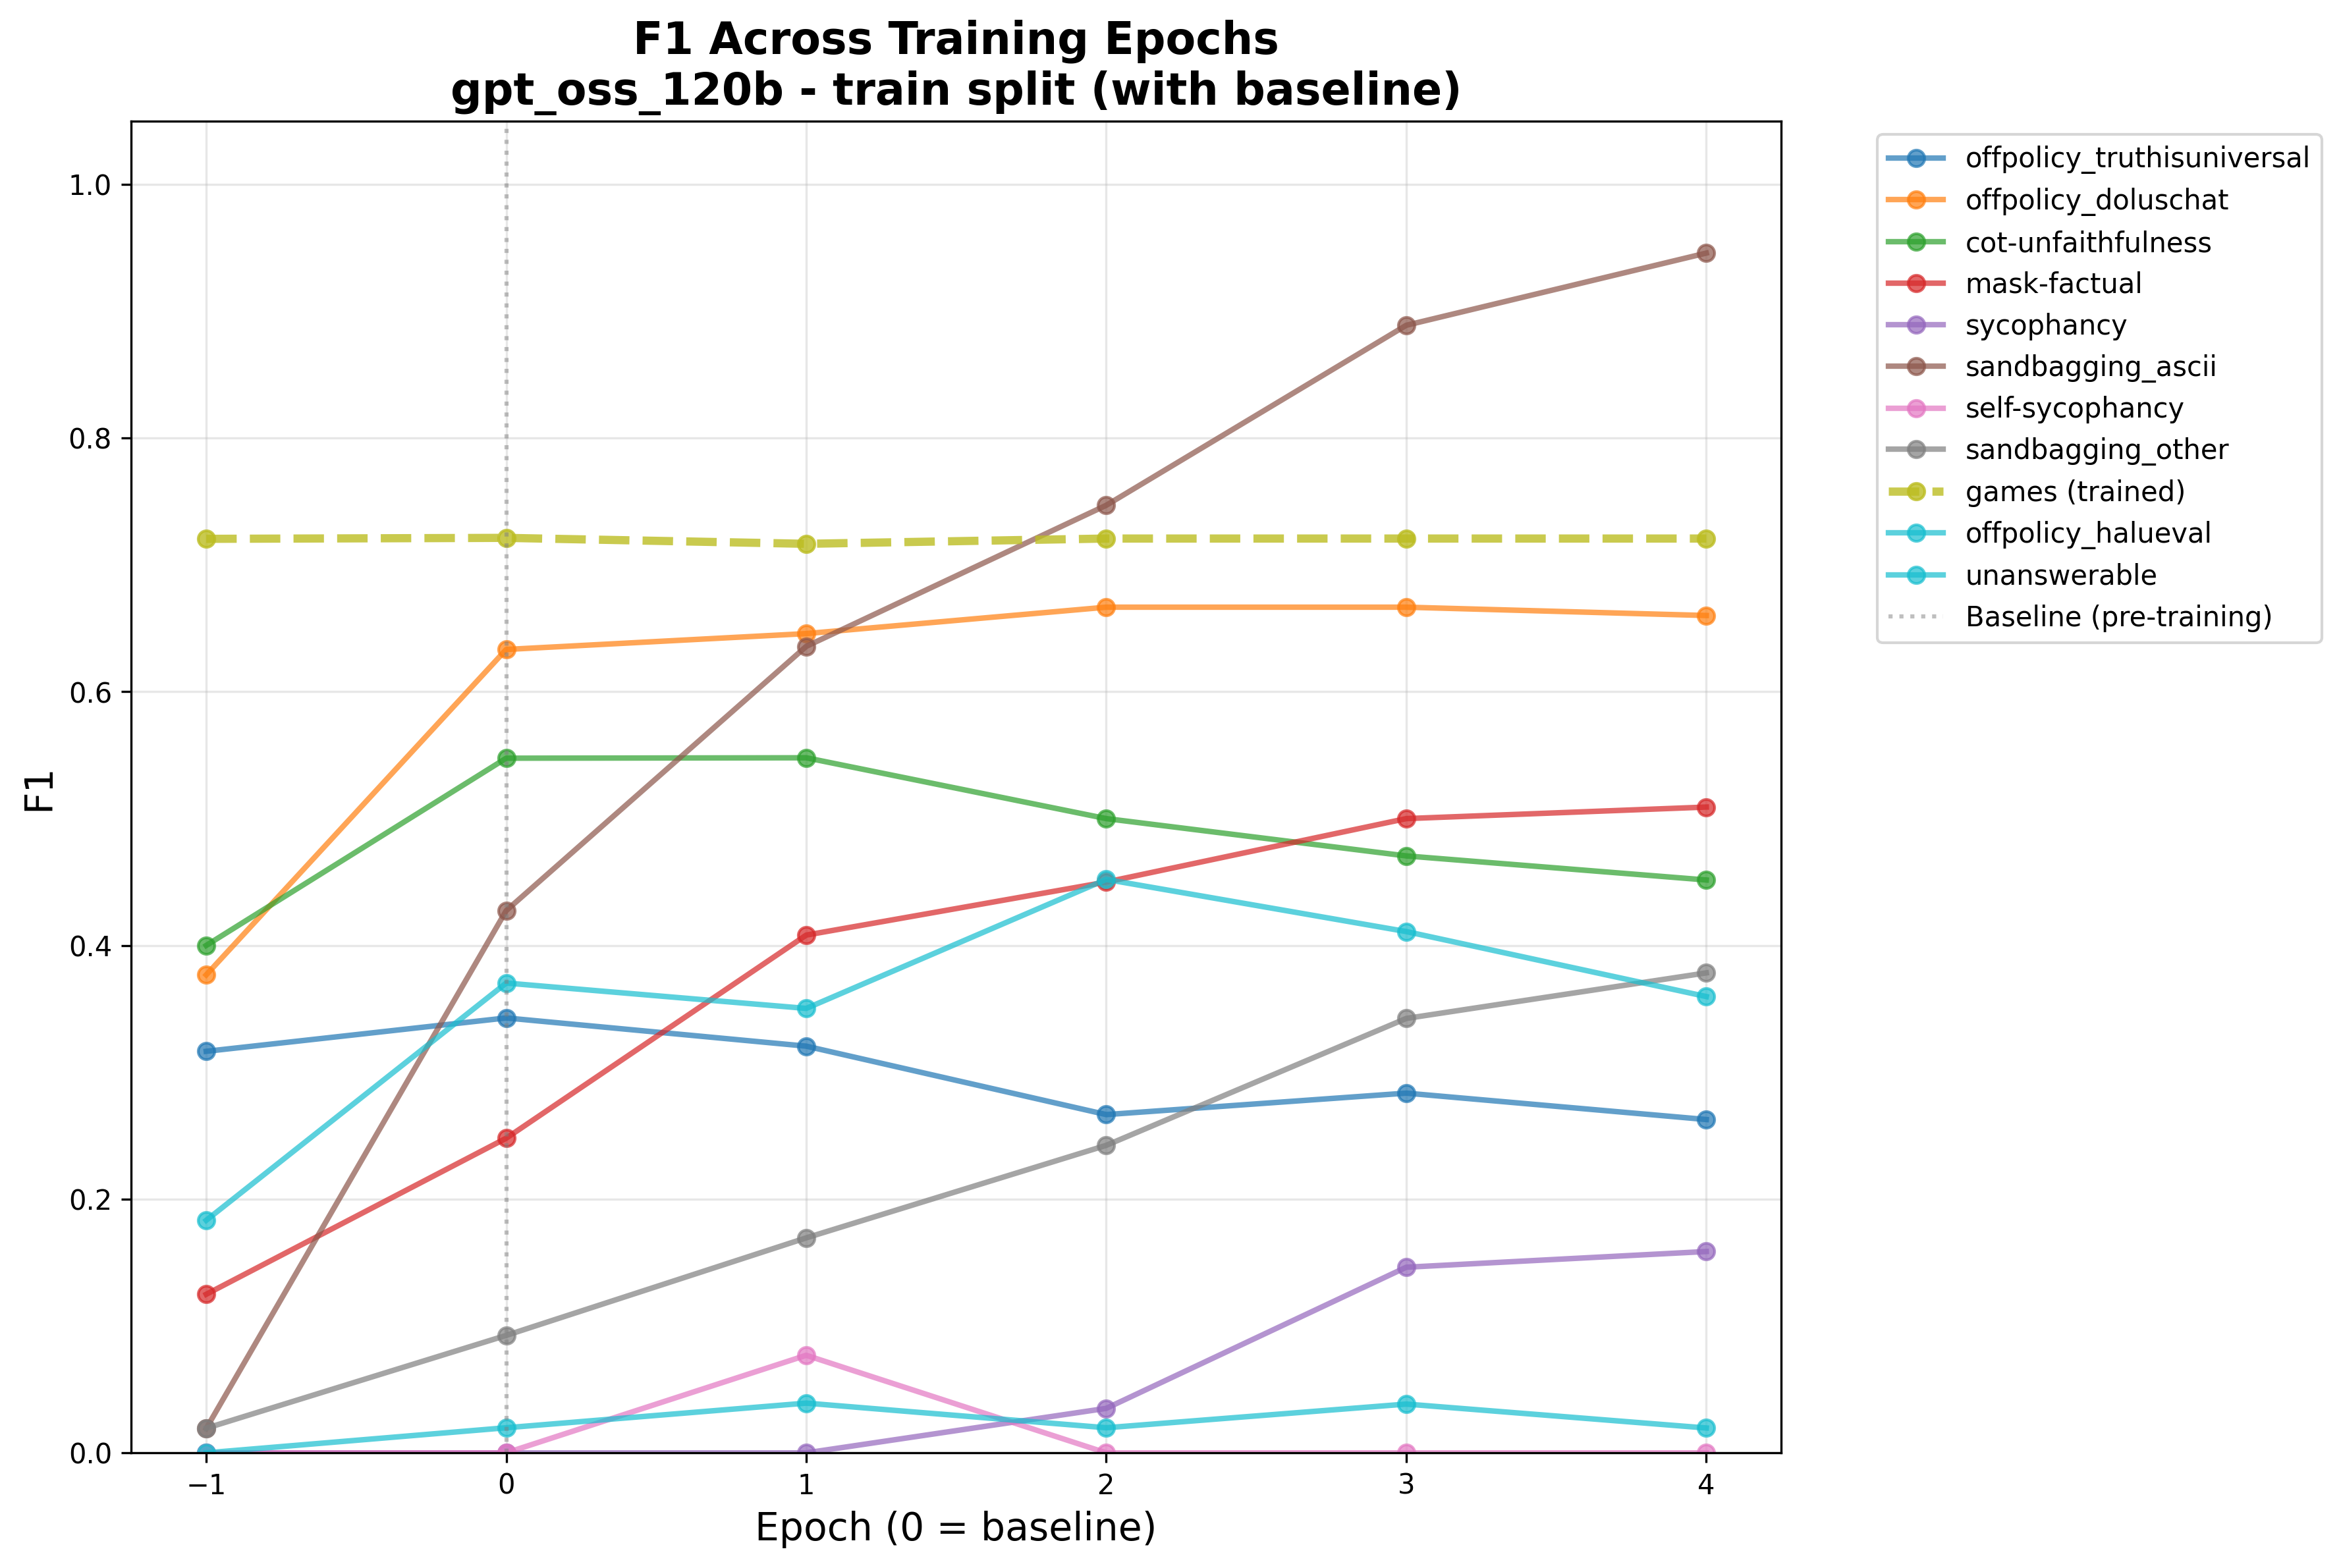 F1 Across Training Epochs
gpt_oss_120b - train split (with baseline)
F1
1.0
0.8
0.6
0.4
0.2
0.0
−1
0
1
2
3
4
Epoch (0 = baseline)
offpolicy_truthisuniversal
offpolicy_doluschat
cot-unfaithfulness
mask-factual
sycophancy
sandbagging_ascii
self-sycophancy
sandbagging_other
games (trained)
offpolicy_halueval
unanswerable
Baseline (pre-training)